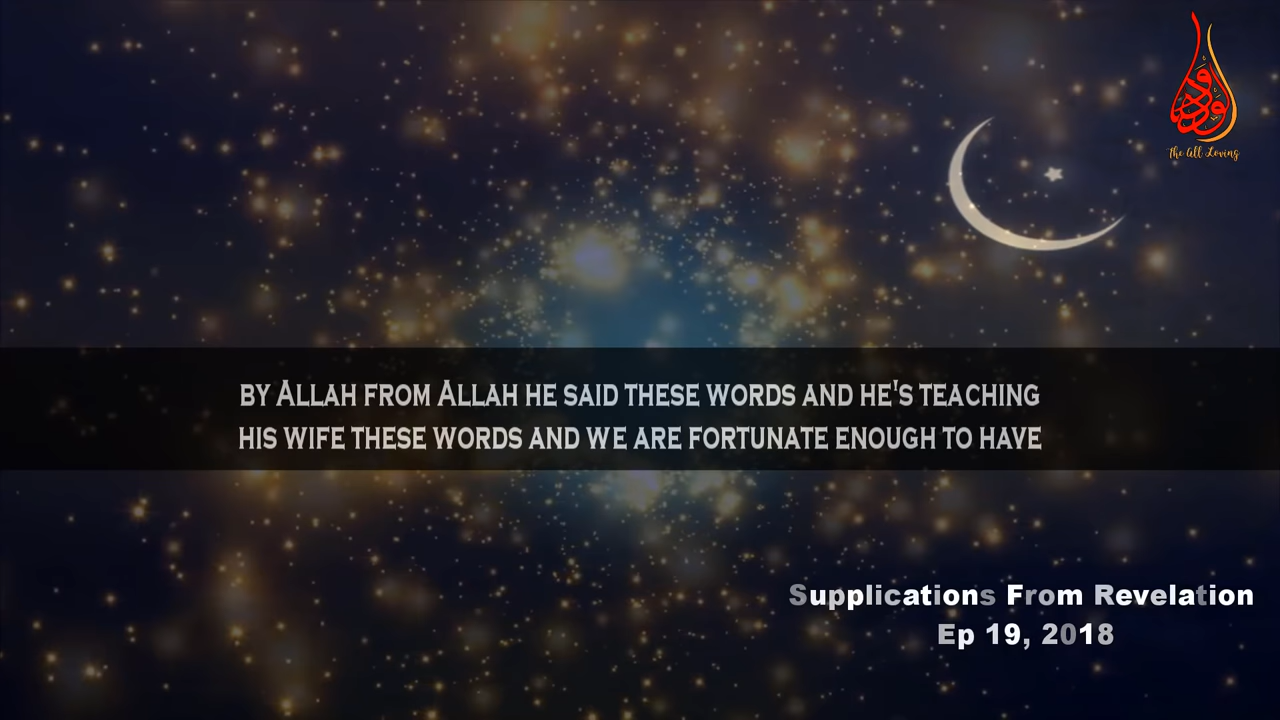 الودود
The All Loving
BY ALLAH FROM ALLAH HE SAID THESE WORDS AND HE'S TEACHING
HIS WIFE THESE WORDS AND WE ARE FORTUNATE ENOUGH TO HAVE
Supplications From Revelation
Ep 19, 2018